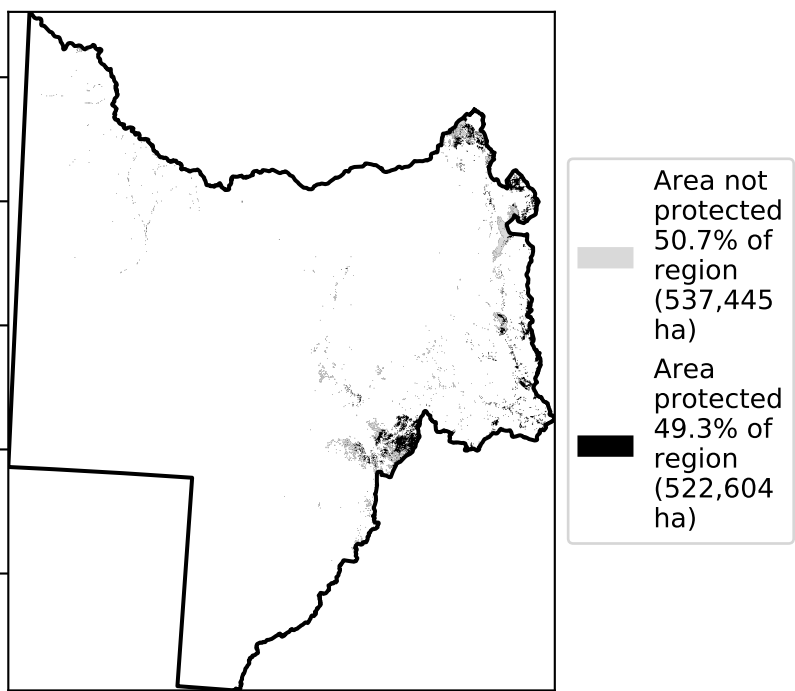 Area not
protected
50.7% of
region
(537,445
ha)
Area
protected
49.3% of
region
(522,604
ha)